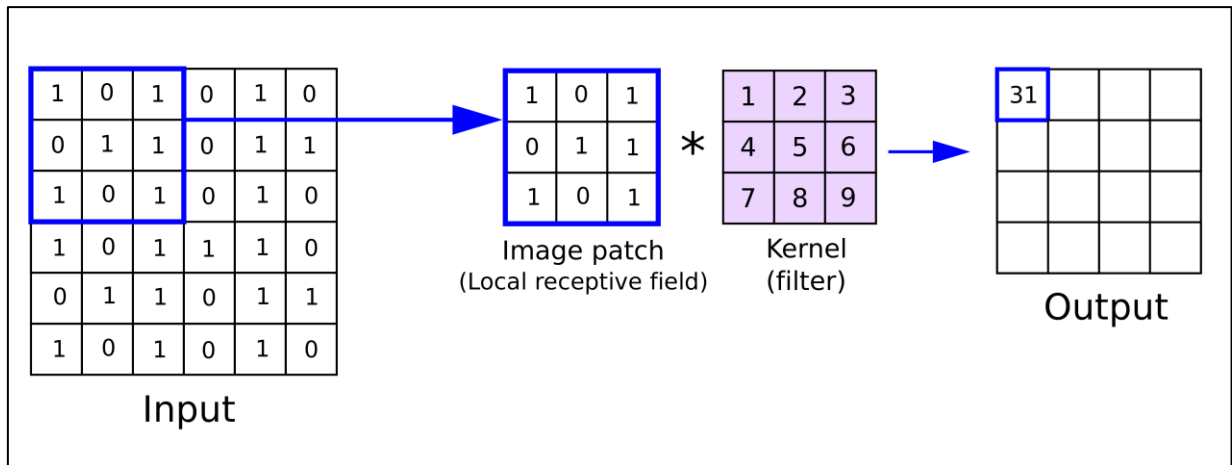 1 0 1 0 1 0
0 1 1 0 1 1
1 0 1 0 1 0
1 0 1 1 1 0
0 1 1 0 1 1
1 0 1 0 1 0
Input
1 0 1
0 1 1
1 0 1
Image patch
(Local receptive field)
*
1 2 3
4 5 6
7 8 9
Kernel
(filter)
31
Output